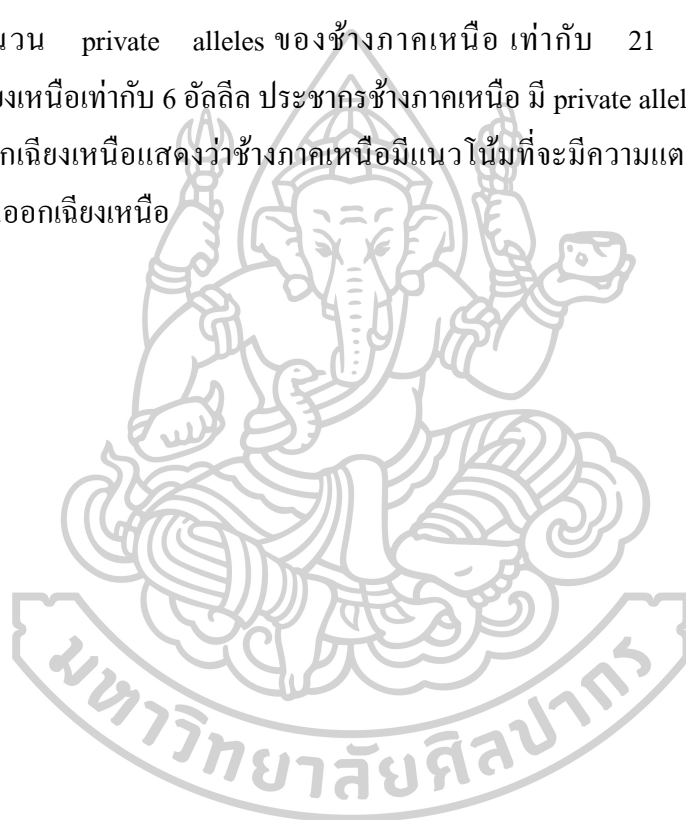 นวน private alleles ของช้างภาคเหนือ เท่ากับ 21
ยงเหนือเท่ากับ 6 อัลลีล ประชากรช้างภาคเหนือ มี private allel
กเฉียงเหนือแสดงว่าช้างภาคเหนือมีแนวโน้มที่จะมีความแต
ออกเฉียงเหนือ
มหาวิทยาลัยศิลปากร